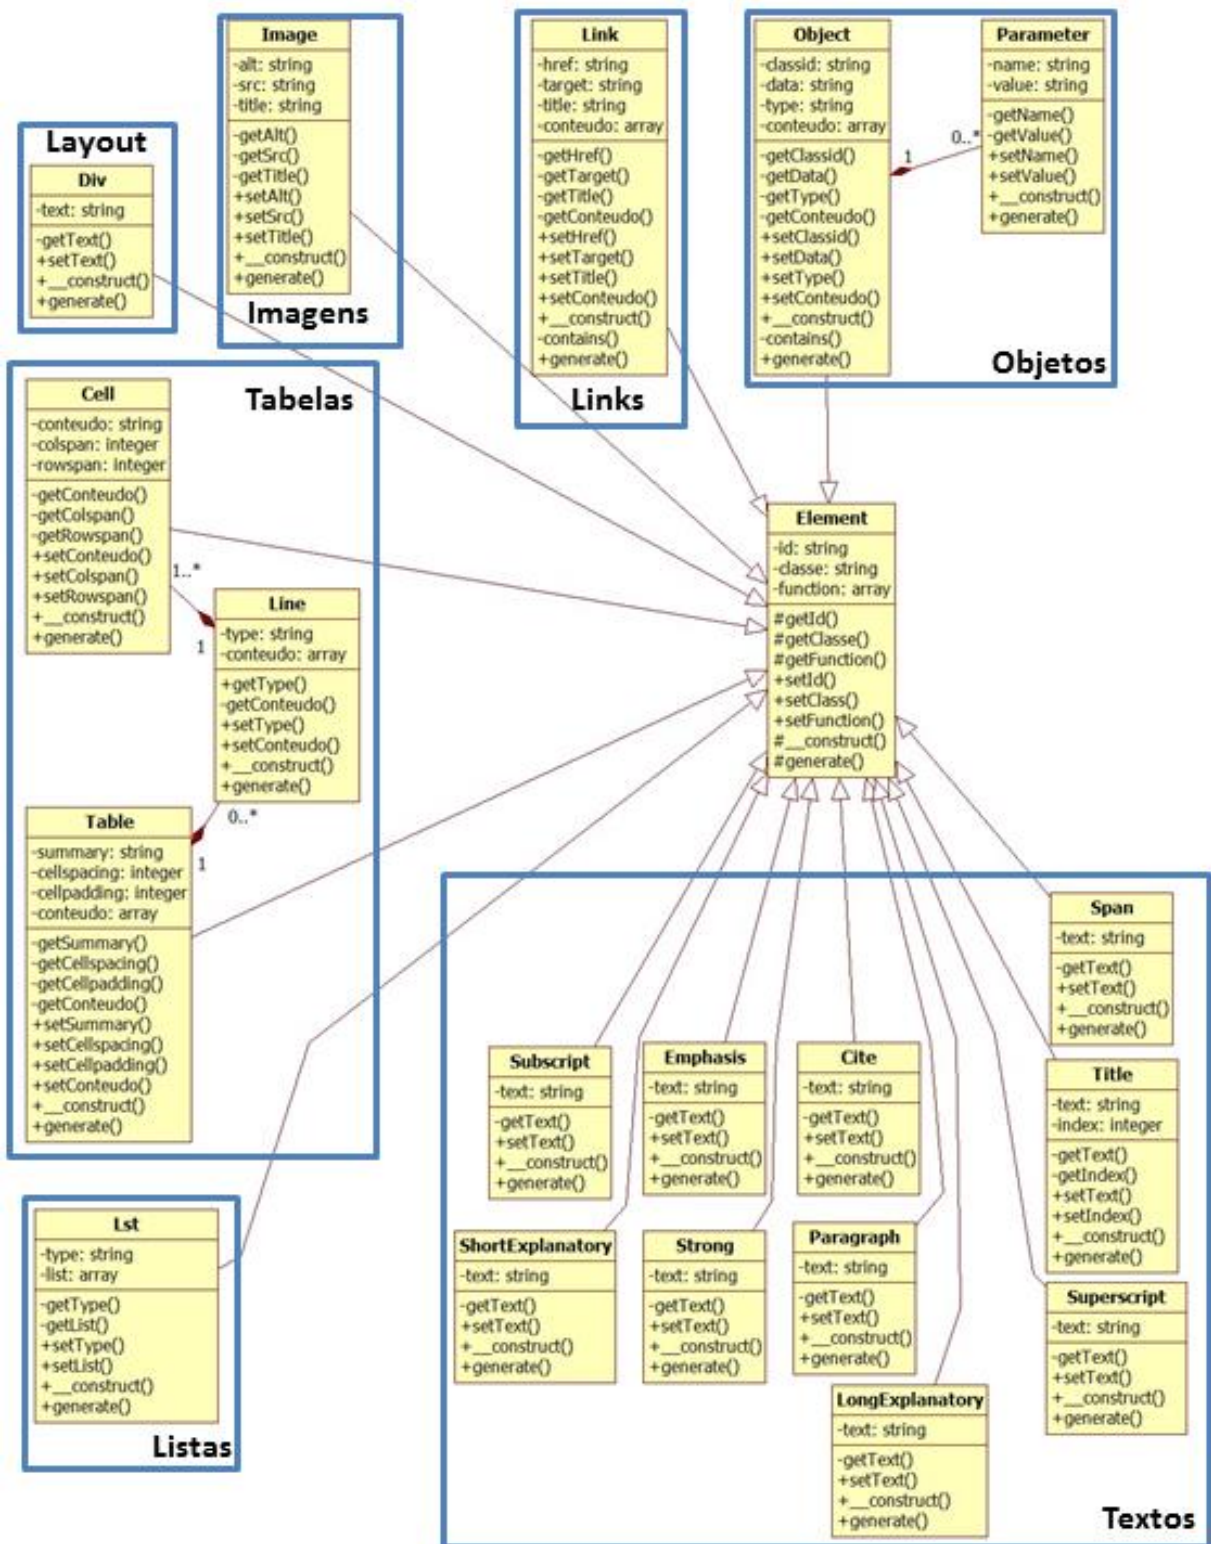 Layout
Div
-text: string
-getText()
+setText()
+__construct()
+generate()
Image
-alt: string
-src: string
-title: string
-getAlt()
-getSrc()
-getTitle()
+setAlt()
+setSrc()
+setTitle()
+__construct()
+generate()
Imagens
Link
-href: string
-target: string
-title: string
-conteudo: array
-getHref()
-getTarget()
-getTitle()
-getConteudo()
+setHref()
+setTarget()
+setTitle()
+setConteudo()
+__construct()
-contains()
+generate()
Links
Object
-classid: string
-data: string
-type: string
-conteudo: array
-getClassid()
-getData()
-getType()
-getConteudo()
+setClassid()
+setData()
+setType()
+setConteudo()
+__construct()
-contains()
+generate()
1
0..*
Parameter
-name: string
-value: string
-getName()
-getValue()
+setName()
+setValue()
+__construct()
+generate()
Objetos
Tabelas
Cell
-conteudo: string
-colspan: integer
-rowspan: integer
-getConteudo()
-getColspan()
-getRowspan()
+setConteudo()
+setColspan()
+setRowspan()
+__construct()
+generate()
1..*
1
Line
-type: string
-conteudo: array
+getType()
-getConteudo()
+setType()
+setConteudo()
+__construct()
+generate()
0..*
1
Table
-summary: string
-cellspacing: integer
-cellpadding: integer
-conteudo: array
-getSummary()
-getCellspacing()
-getCellpadding()
-getConteudo()
+setSummary()
+setCellspacing()
+setCellpadding()
+setConteudo()
+__construct()
+generate()
Element
-id: string
-classe: string
-function: array
#getId()
#getClasse()
#getFunction()
+setId()
+setClass()
+setFunction()
#__construct()
#generate()
Lst
-type: string
-list: array
-getType()
-getList()
+setType()
+setList()
+__construct()
+generate()
Listas
Span
-text: string
-getText()
+setText()
+__construct()
+generate()
Subscript
-text: string
-getText()
+setText()
+__construct()
+generate()
Emphasis
-text: string
-getText()
+setText()
+__construct()
+generate()
Cite
-text: string
-getText()
+setText()
+__construct()
+generate()
Title
-text: string
-index: integer
-getText()
-getIndex()
+setText()
+setIndex()
+__construct()
+generate()
ShortExplanatory
-text: string
-getText()
+setText()
+__construct()
+generate()
Strong
-text: string
-getText()
+setText()
+__construct()
+generate()
Paragraph
-text: string
-getText()
+setText()
+__construct()
+generate()
Superscript
-text: string
-getText()
+setText()
+__construct()
+generate()
LongExplanatory
-text: string
-getText()
+setText()
+__construct()
+generate()
Textos